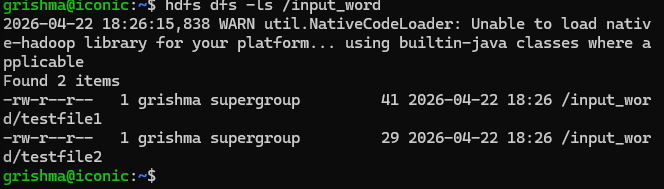 grishma@iconic:~$ hdfs dfs -ls /input_word
2026-04-22 18:26:15,838 WARN util.NativeCodeLoader: Unable to load nativ
e-hadoop library for your platform... using builtin-java classes where a
pplicable
Found 2 items
-rw-r--r--   1 grishma supergroup         41 2026-04-22 18:26 /input_wor
d/testfile1
-rw-r--r--   1 grishma supergroup         29 2026-04-22 18:26 /input_wor
d/testfile2
grishma@iconic:~$